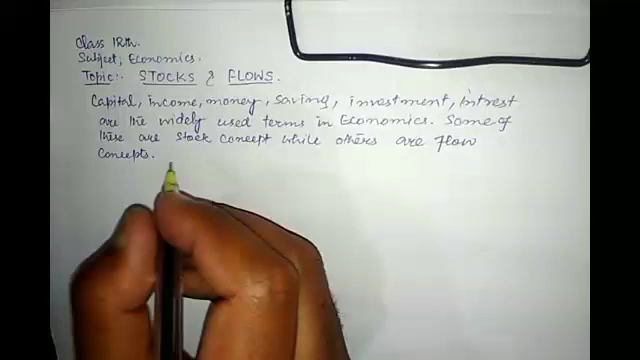 Class 12th.
Subject, Economics.
Topic:- STOCKS & FLOWS.
Capital, income, money, saving, investment, intrest
are the widely used terms in Economics. Some of
these are stock concept while others are flow
Concepts.